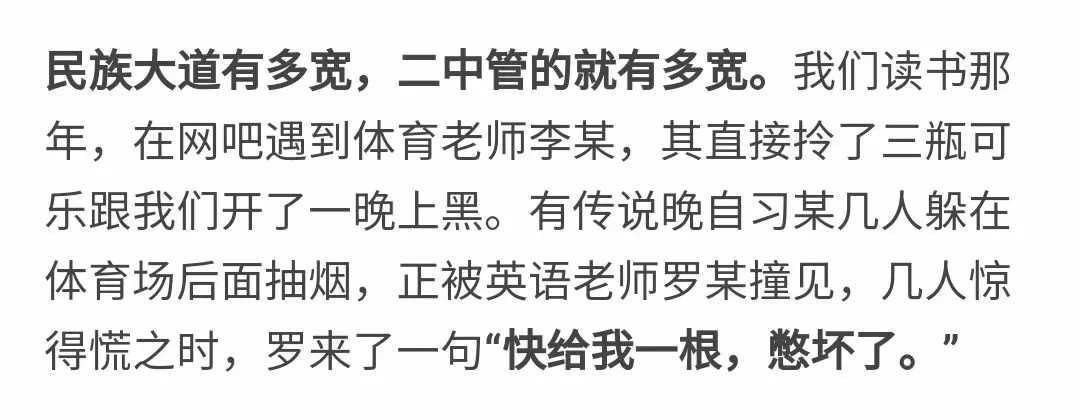 民族大道有多宽，二中管的就有多宽。我们读书那
年，在网吧遇到体育老师李某，其直接拎了三瓶可
乐跟我们开了一晚上黑。有传说晚自习某几人躲在
体育场后面抽烟，正被英语老师罗某撞见，几人惊
得慌之时，罗来了一句“快给我一根，憋坏了。”